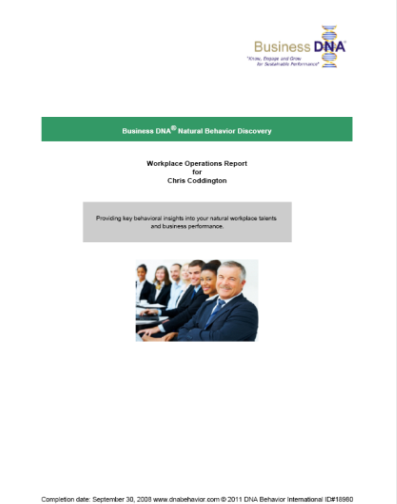 Business DNA™
"Know, Engage and Grow
for Sustainable Performance"
Business DNA® Natural Behavior Discovery
Workplace Operations Report
for
Chris Coddington
Providing key behavioral insights into your natural workplace talents
and business performance.
Completion date: September 30, 2008 www.dnabehavior.com © 2011 DNA Behavior International ID#18980